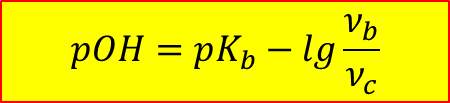 pOH = pK_b − lg ν_b/ν_c